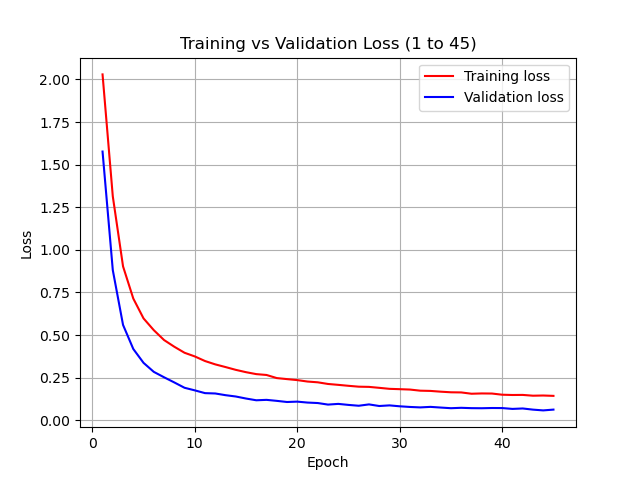 Training vs Validation Loss (1 to 45)
Training loss
Validation loss
2.00
1.75
1.50
1.25
1.00
0.75
0.50
0.25
0.00
Loss
0 10 20 30 40
Epoch